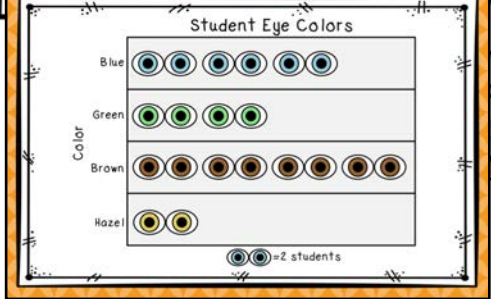 Student Eye Colors
Blue
Green
Color
Brown
Hazel
=2 students